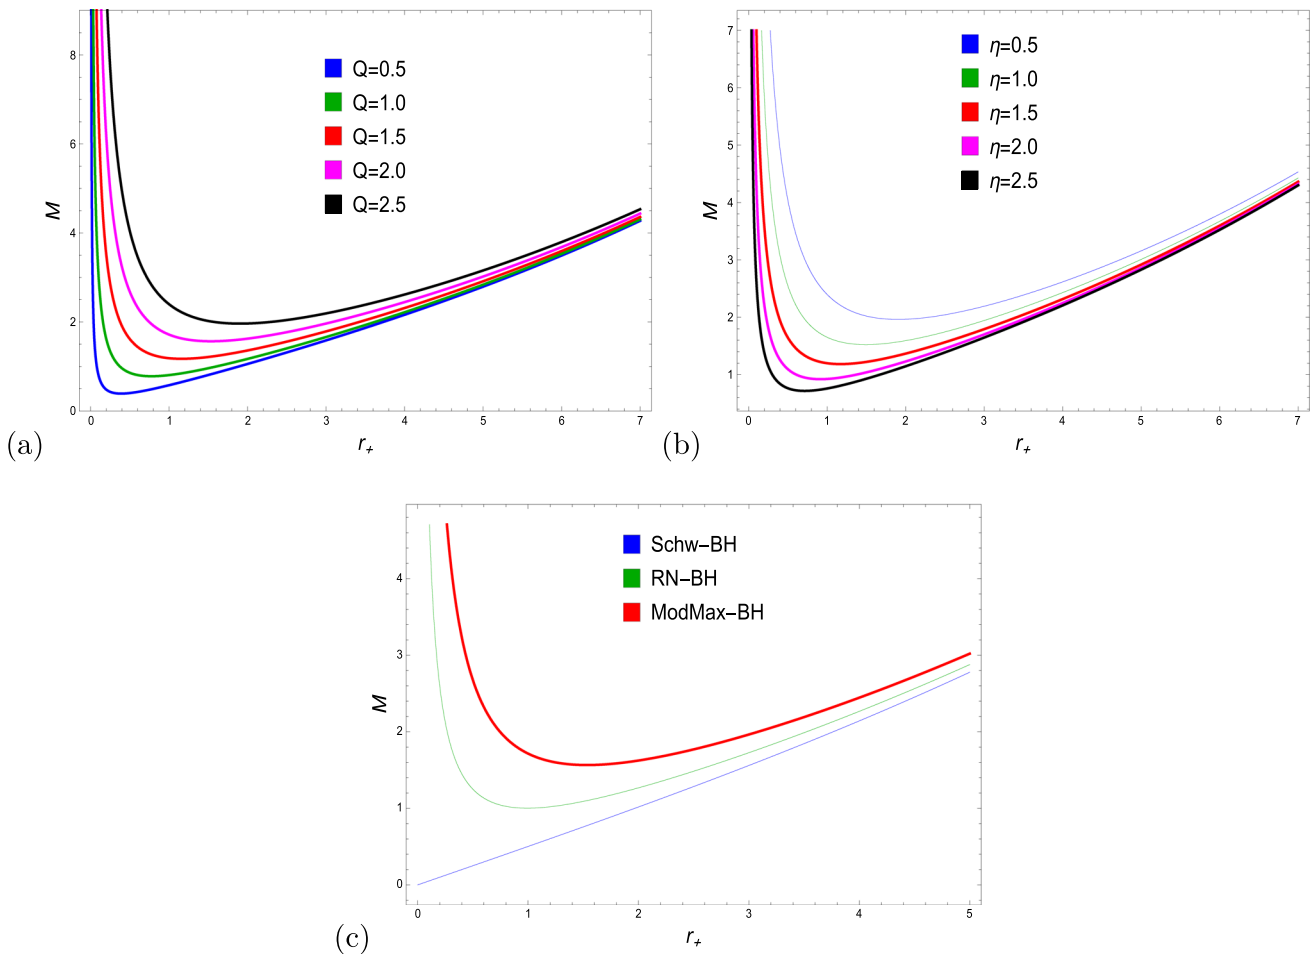 8
6
4
2
0
M
Q=0.5
Q=1.0
Q=1.5
Q=2.0
Q=2.5
0 1 2 3 4 5 6 7
r₊
(a)
7
6
5
4
3
2
1
M
η=0.5
η=1.0
η=1.5
η=2.0
η=2.5
0 1 2 3 4 5 6 7
r₊
(b)
4
3
2
1
0
M
Schw−BH
RN−BH
ModMax−BH
0 1 2 3 4 5
r₊
(c)